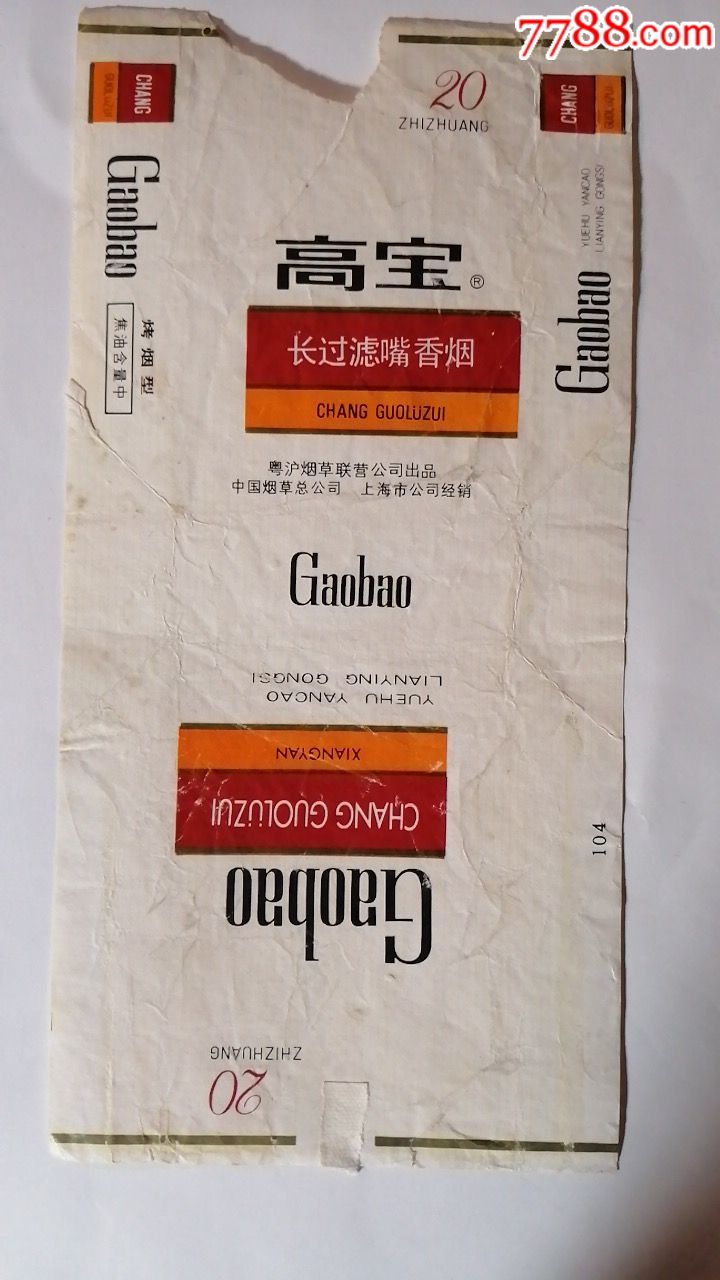 7788.com
20
ZHIZHUANG
CHANG
GUOLÜZUI
Gaobao
烤烟型
焦油含量中
CHANG
GUOLÜZUI
YUEHU YANCAO
LIANYING GONGSI
Gaobao
高宝®
长过滤嘴香烟
CHANG GUOLÜZUI
粤沪烟草联营公司出品
中国烟草总公司 上海市公司经销
Gaobao
YUEHU YANCAO
LIANYING GONGSI
XIANGYAN
CHANG GUOLÜZUI
Gaobao
104
20
ZHIZHUANG